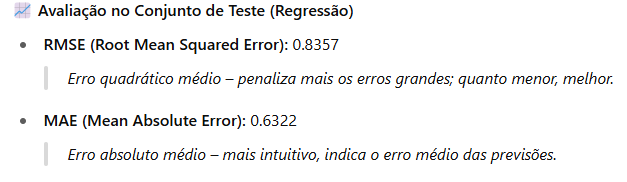 📈 Avaliação no Conjunto de Teste (Regressão)
• RMSE (Root Mean Squared Error): 0.8357
Erro quadrático médio – penaliza mais os erros grandes; quanto menor, melhor.
• MAE (Mean Absolute Error): 0.6322
Erro absoluto médio – mais intuitivo, indica o erro médio das previsões.